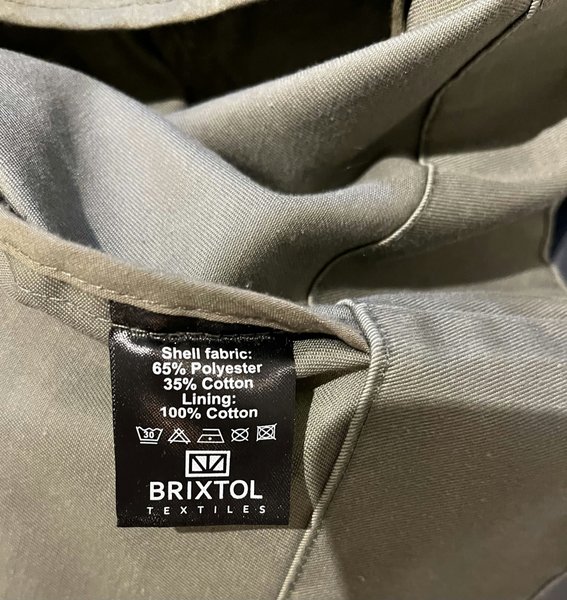 Shell fabric:
65% Polyester
35% Cotton
Lining:
100% Cotton
30
BRIXTOL
TEXTILES